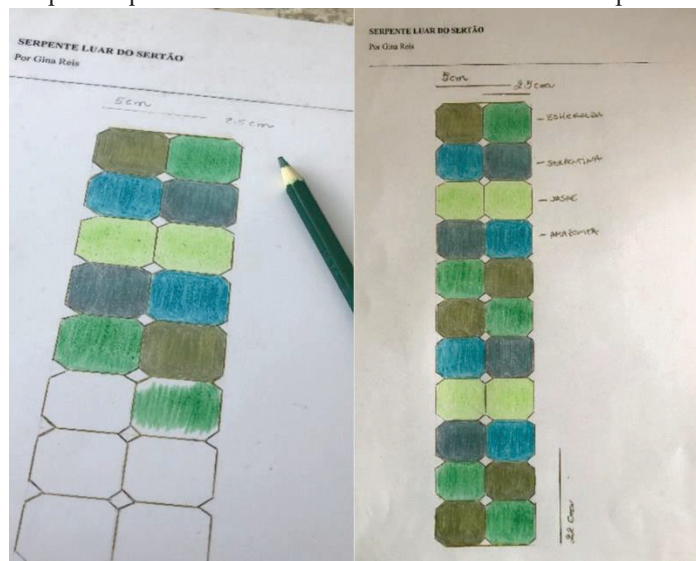 SERPENTE LUAR DO SERTÃO
Por Gina Reis
5cm
2.5cm
SERPENTE LUAR DO SERTÃO
Por Gina Reis
5cm
2.5cm
- ESMERALDA
- SERPENTINA
- JASPE
- AMAZONITA
22 cm